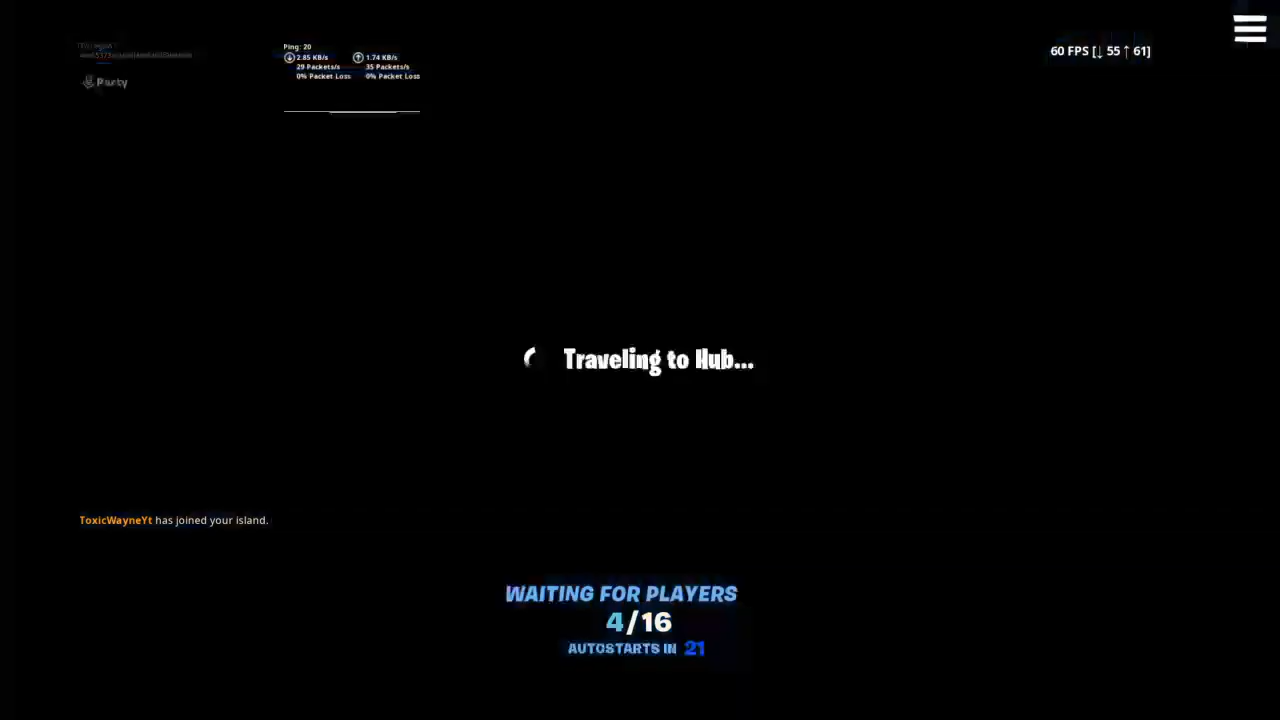 Party
Ping: 20
2.85 KB/s 1.74 KB/s
29 Packets/s 35 Packets/s
0% Packet Loss 0% Packet Loss
60 FPS [↓ 55 ↑ 61]
Traveling to Hub...
ToxicWayneYt has joined your island.
WAITING FOR PLAYERS
4/16
AUTOSTARTS IN 21